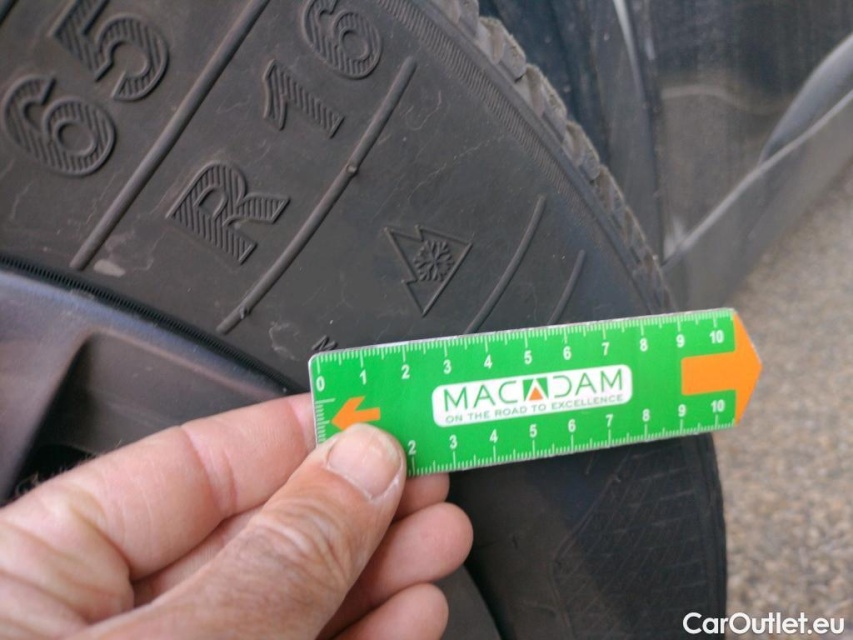 65
R16
M
0 1 2 3 4 5 6 7 8 9 10
MACADAM
ON THE ROAD TO EXCELLENCE
2 3 4 5 6 7 8 9 10
CarOutlet.eu